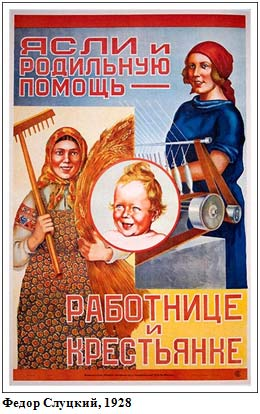 ЯСЛИ и
РОДИЛЬНУЮ
ПОМОЩЬ —
РАБОТНИЦЕ
и
КРЕСТЬЯНКЕ
Федор Слуцкий, 1928